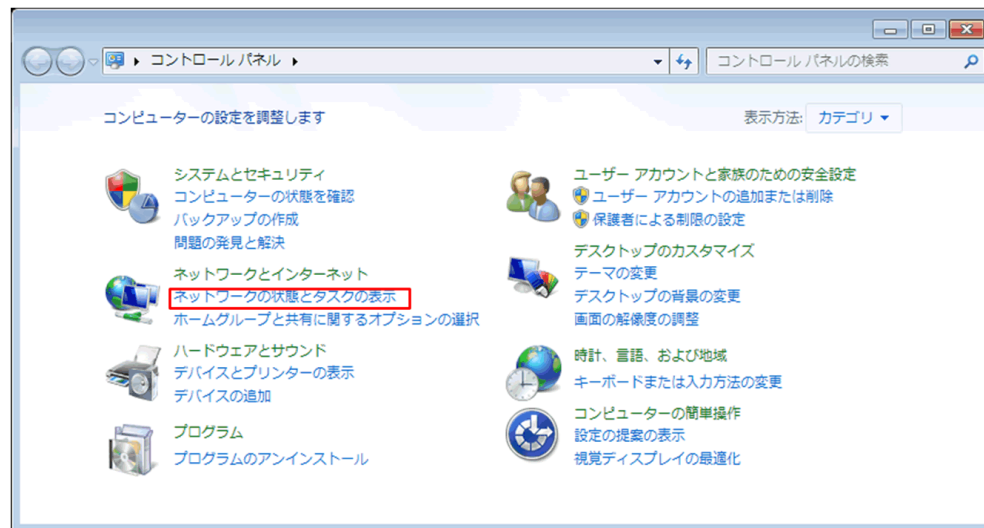 コントロール パネル
コントロール パネルの検索
コンピューターの設定を調整します
表示方法: カテゴリ
システムとセキュリティ
コンピューターの状態を確認
バックアップの作成
問題の発見と解決
ネットワークとインターネット
ネットワークの状態とタスクの表示
ホームグループと共有に関するオプションの選択
ハードウェアとサウンド
デバイスとプリンターの表示
デバイスの追加
プログラム
プログラムのアンインストール
ユーザー アカウントと家族のための安全設定
ユーザー アカウントの追加または削除
保護者による制限の設定
デスクトップのカスタマイズ
テーマの変更
デスクトップの背景の変更
画面の解像度の調整
時計、言語、および地域
キーボードまたは入力方法の変更
コンピューターの簡単操作
設定の提案の表示
視覚ディスプレイの最適化